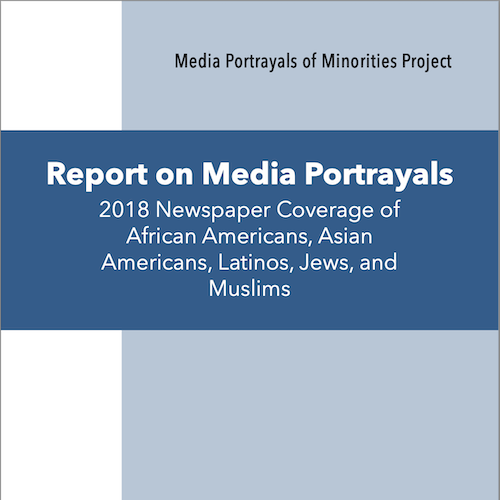 Media Portrayals of Minorities Project
Report on Media Portrayals
2018 Newspaper Coverage of
African Americans, Asian
Americans, Latinos, Jews, and
Muslims